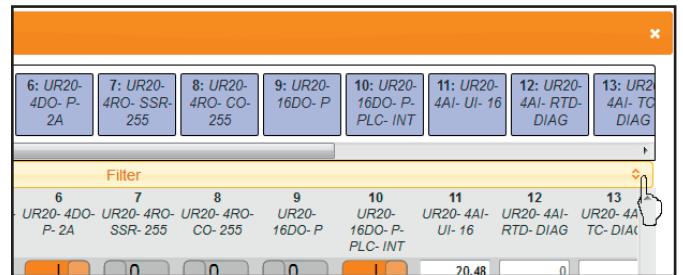 ×
6: UR20- 7: UR20- 8: UR20- 9: UR20- 10: UR20- 11: UR20- 12: UR20- 13: UR20
4DO- P- 4RO- SSR- 4RO- CO- 16DO- P 16DO- P- 4AI- UI- 16 4AI- RTD- 4AI- TC
2A 255 255 PLC- INT DIAG DIAG
Filter
6 7 8 9 10 11 12 13
UR20- 4DO- UR20- 4RO- UR20- 4RO- UR20- UR20- UR20- 4AI- UR20- 4AI- UR20- 4A
P- 2A SSR- 255 CO- 255 16DO- P 16DO- P- UI- 16 RTD- DIAG TC- DIA
PLC- INT
I 0 0 0 I 20.48 0